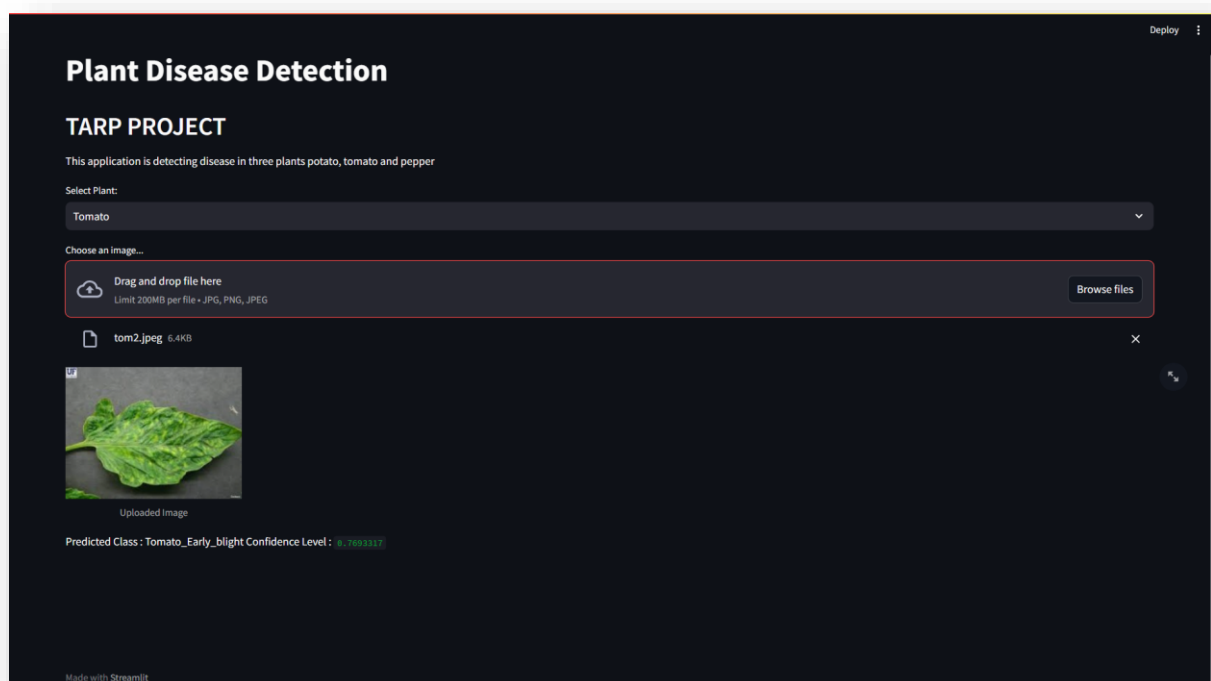 Deploy
Plant Disease Detection
TARP PROJECT
This application is detecting disease in three plants potato, tomato and pepper
Select Plant:
Tomato
Choose an image...
Drag and drop file here
Limit 200MB per file • JPG, PNG, JPEG
Browse files
tom2.jpeg 6.4KB
UF
Uploaded Image
Predicted Class : Tomato_Early_blight Confidence Level : 0.7693317
Made with Streamlit